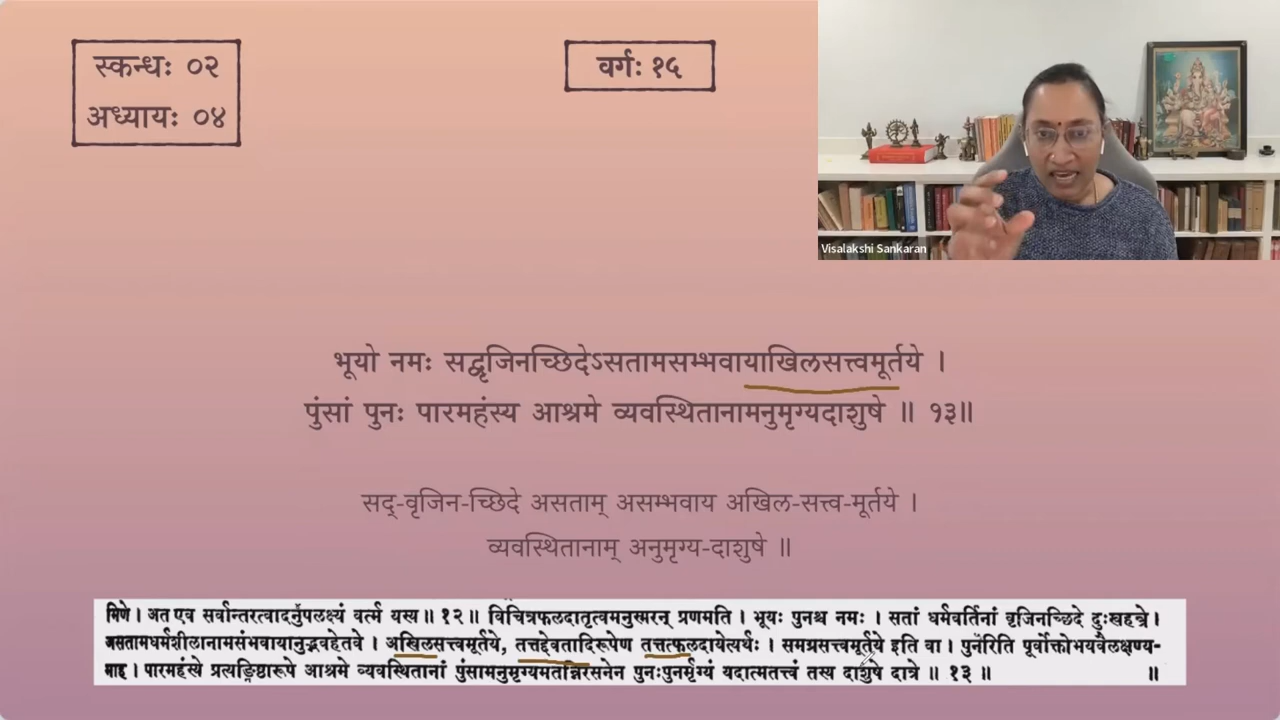 स्कन्धः ०२
अध्यायः ०४
वर्गः १५
Visalakshi Sankaran
भूयो नमः सद्वृजिनच्छिदेऽसतामसम्भवायाखिलसत्त्वमूर्तये ।
पुंसां पुनः पारमहंस्य आश्रमे व्यवस्थितानामनुमृग्यदाशुषे ॥ १३॥
सद्-वृजिन-च्छिदे असताम् असम्भवाय अखिल-सत्त्व-मूर्तये ।
व्यवस्थितानाम् अनुमृग्य-दाशुषे ॥
मिणे । अत एव सर्वान्तरत्वादनुपलक्ष्यं वर्त्म यस्य ॥ १२ ॥ विचित्रफलदातृत्वमनुस्मरन् प्रणमति । भूयः पुनश्च नमः । सतां धर्मवर्तिनां वृजिनच्छिदे दुःखहन्त्रे ।
असतामधर्मशीलानामसंभवायानुद्भवहेतवे । अखिलसत्त्वमूर्तये, तत्तद्देवतादिरूपेण तत्तत्फलदायेत्यर्थः । समग्रसत्त्वमूर्तये इति वा । पुनरिति पूर्वोक्तोभयवैलक्षण्य-
माह । पारमहंस्ये प्रत्यङ्निष्ठारूपे आश्रमे व्यवस्थितानां पुंसामनुमृग्यमतन्निरसनेन पुनःपुनर्मृग्यं यदात्मतत्त्वं तस्य दाशुषे दात्रे ॥ १३ ॥ ॥